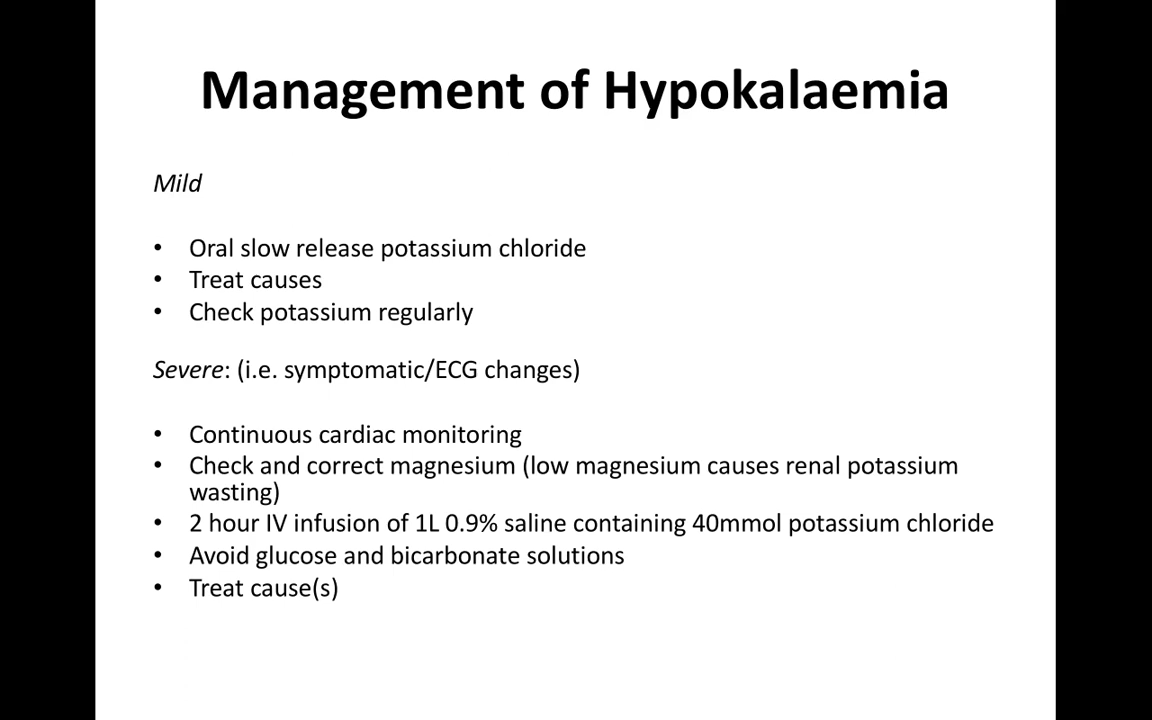 Management of Hypokalaemia
Mild
• Oral slow release potassium chloride
• Treat causes
• Check potassium regularly
Severe: (i.e. symptomatic/ECG changes)
• Continuous cardiac monitoring
• Check and correct magnesium (low magnesium causes renal potassium
wasting)
• 2 hour IV infusion of 1L 0.9% saline containing 40mmol potassium chloride
• Avoid glucose and bicarbonate solutions
• Treat cause(s)